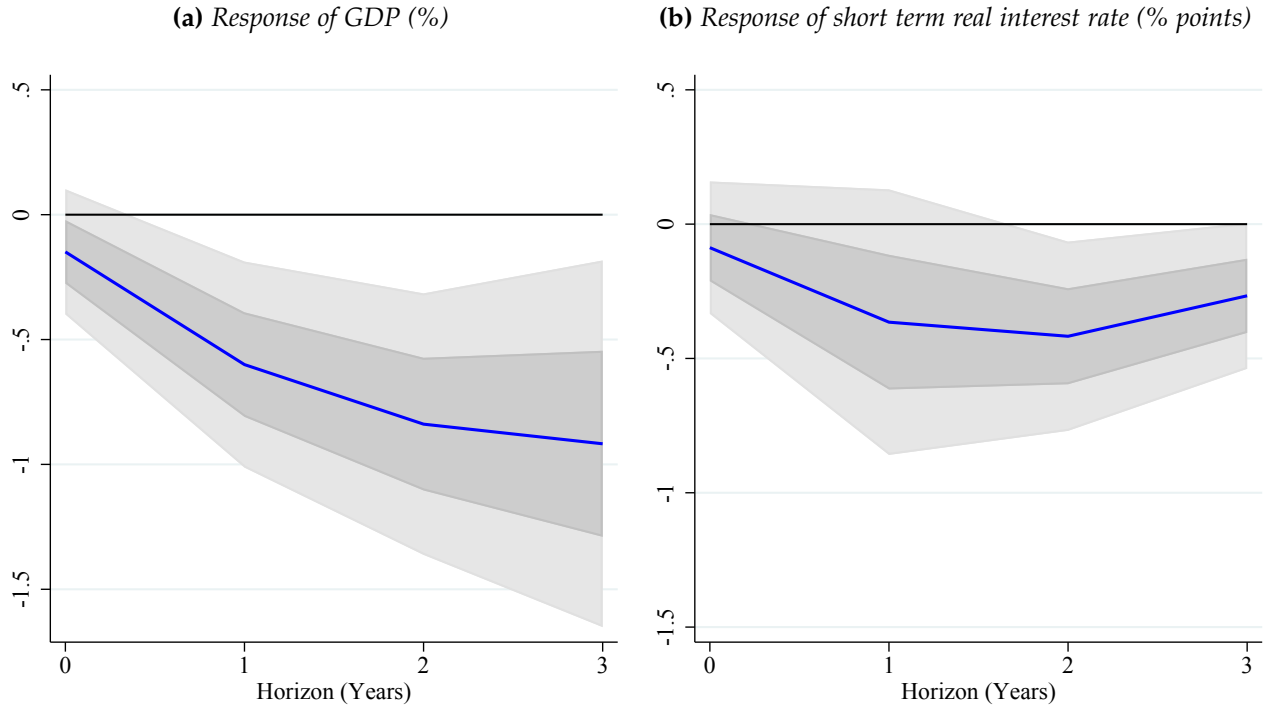 (a) Response of GDP (%)
.5
0
-.5
-1
-1.5
0 1 2 3
Horizon (Years)
(b) Response of short term real interest rate (% points)
.5
0
-.5
-1
-1.5
0 1 2 3
Horizon (Years)